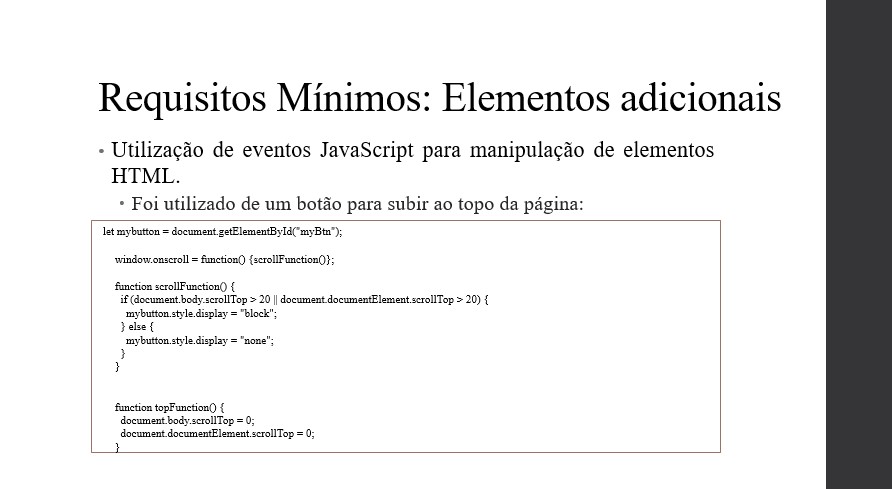 Requisitos Mínimos: Elementos adicionais
• Utilização de eventos JavaScript para manipulação de elementos
HTML.
• Foi utilizado de um botão para subir ao topo da página:
let mybutton = document.getElementById("myBtn");
window.onscroll = function() {scrollFunction()};
function scrollFunction() {
if (document.body.scrollTop > 20 || document.documentElement.scrollTop > 20) {
mybutton.style.display = "block";
} else {
mybutton.style.display = "none";
}
}
function topFunction() {
document.body.scrollTop = 0;
document.documentElement.scrollTop = 0;
}